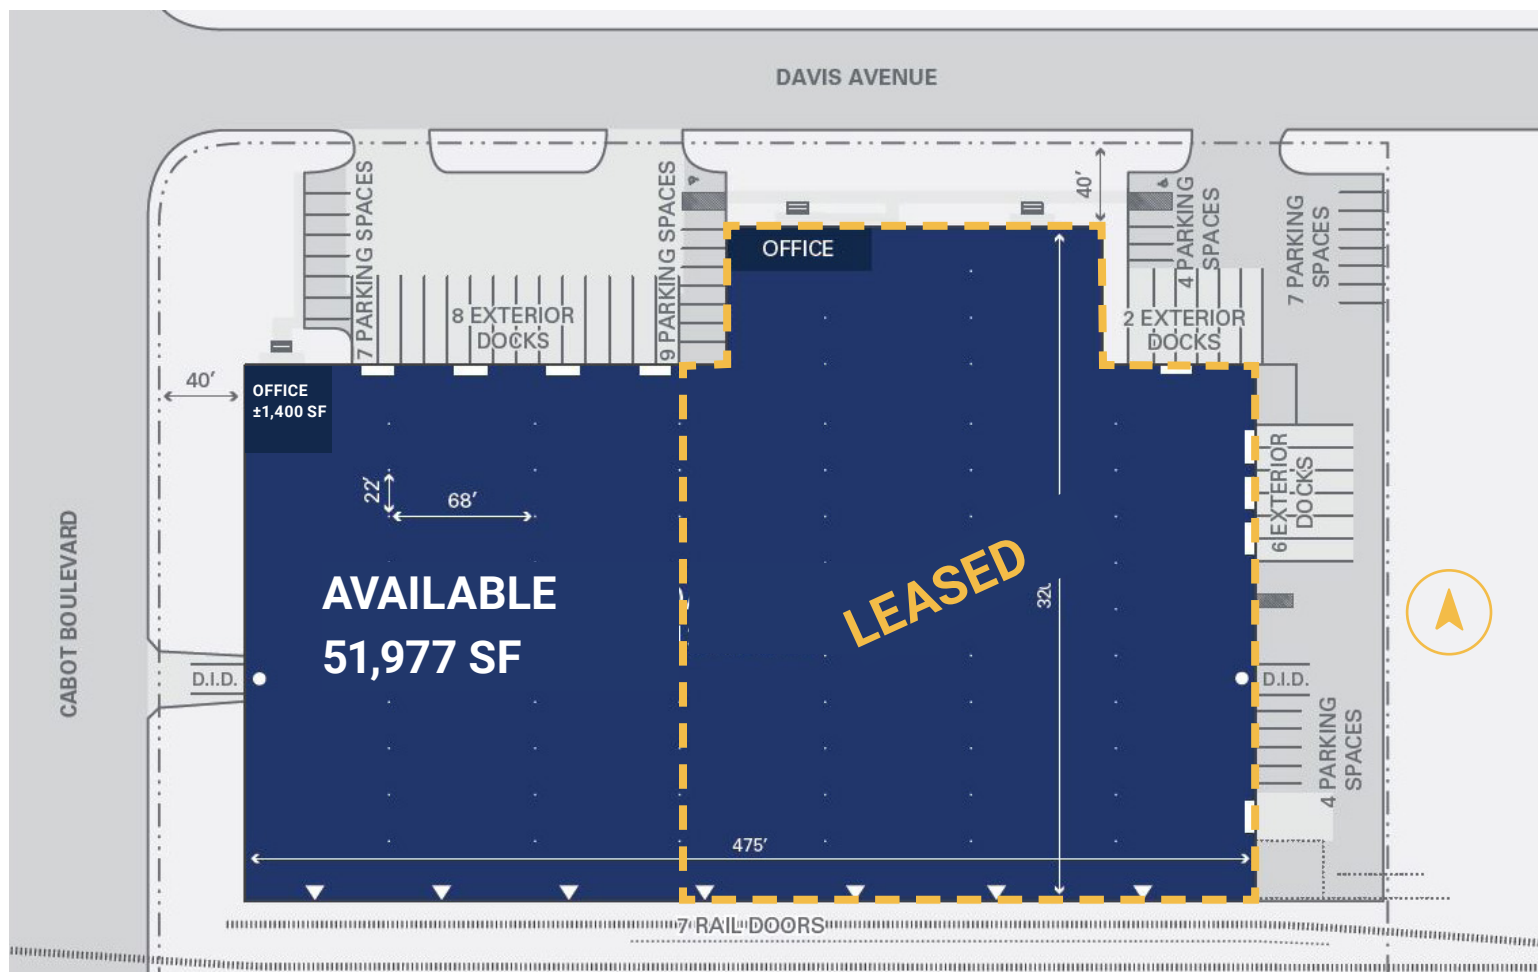 DAVIS AVENUE
7 PARKING SPACES
9 PARKING SPACES
40'
4 PARKING
SPACES
7 PARKING
SPACES
OFFICE
8 EXTERIOR
DOCKS
2 EXTERIOR
DOCKS
40'
OFFICE
±1,400 SF
22'
68'
6 EXTERIOR
DOCKS
CABOT BOULEVARD
AVAILABLE
51,977 SF
LEASED
D.I.D.
D.I.D.
4 PARKING
SPACES
475'
7 RAIL DOORS